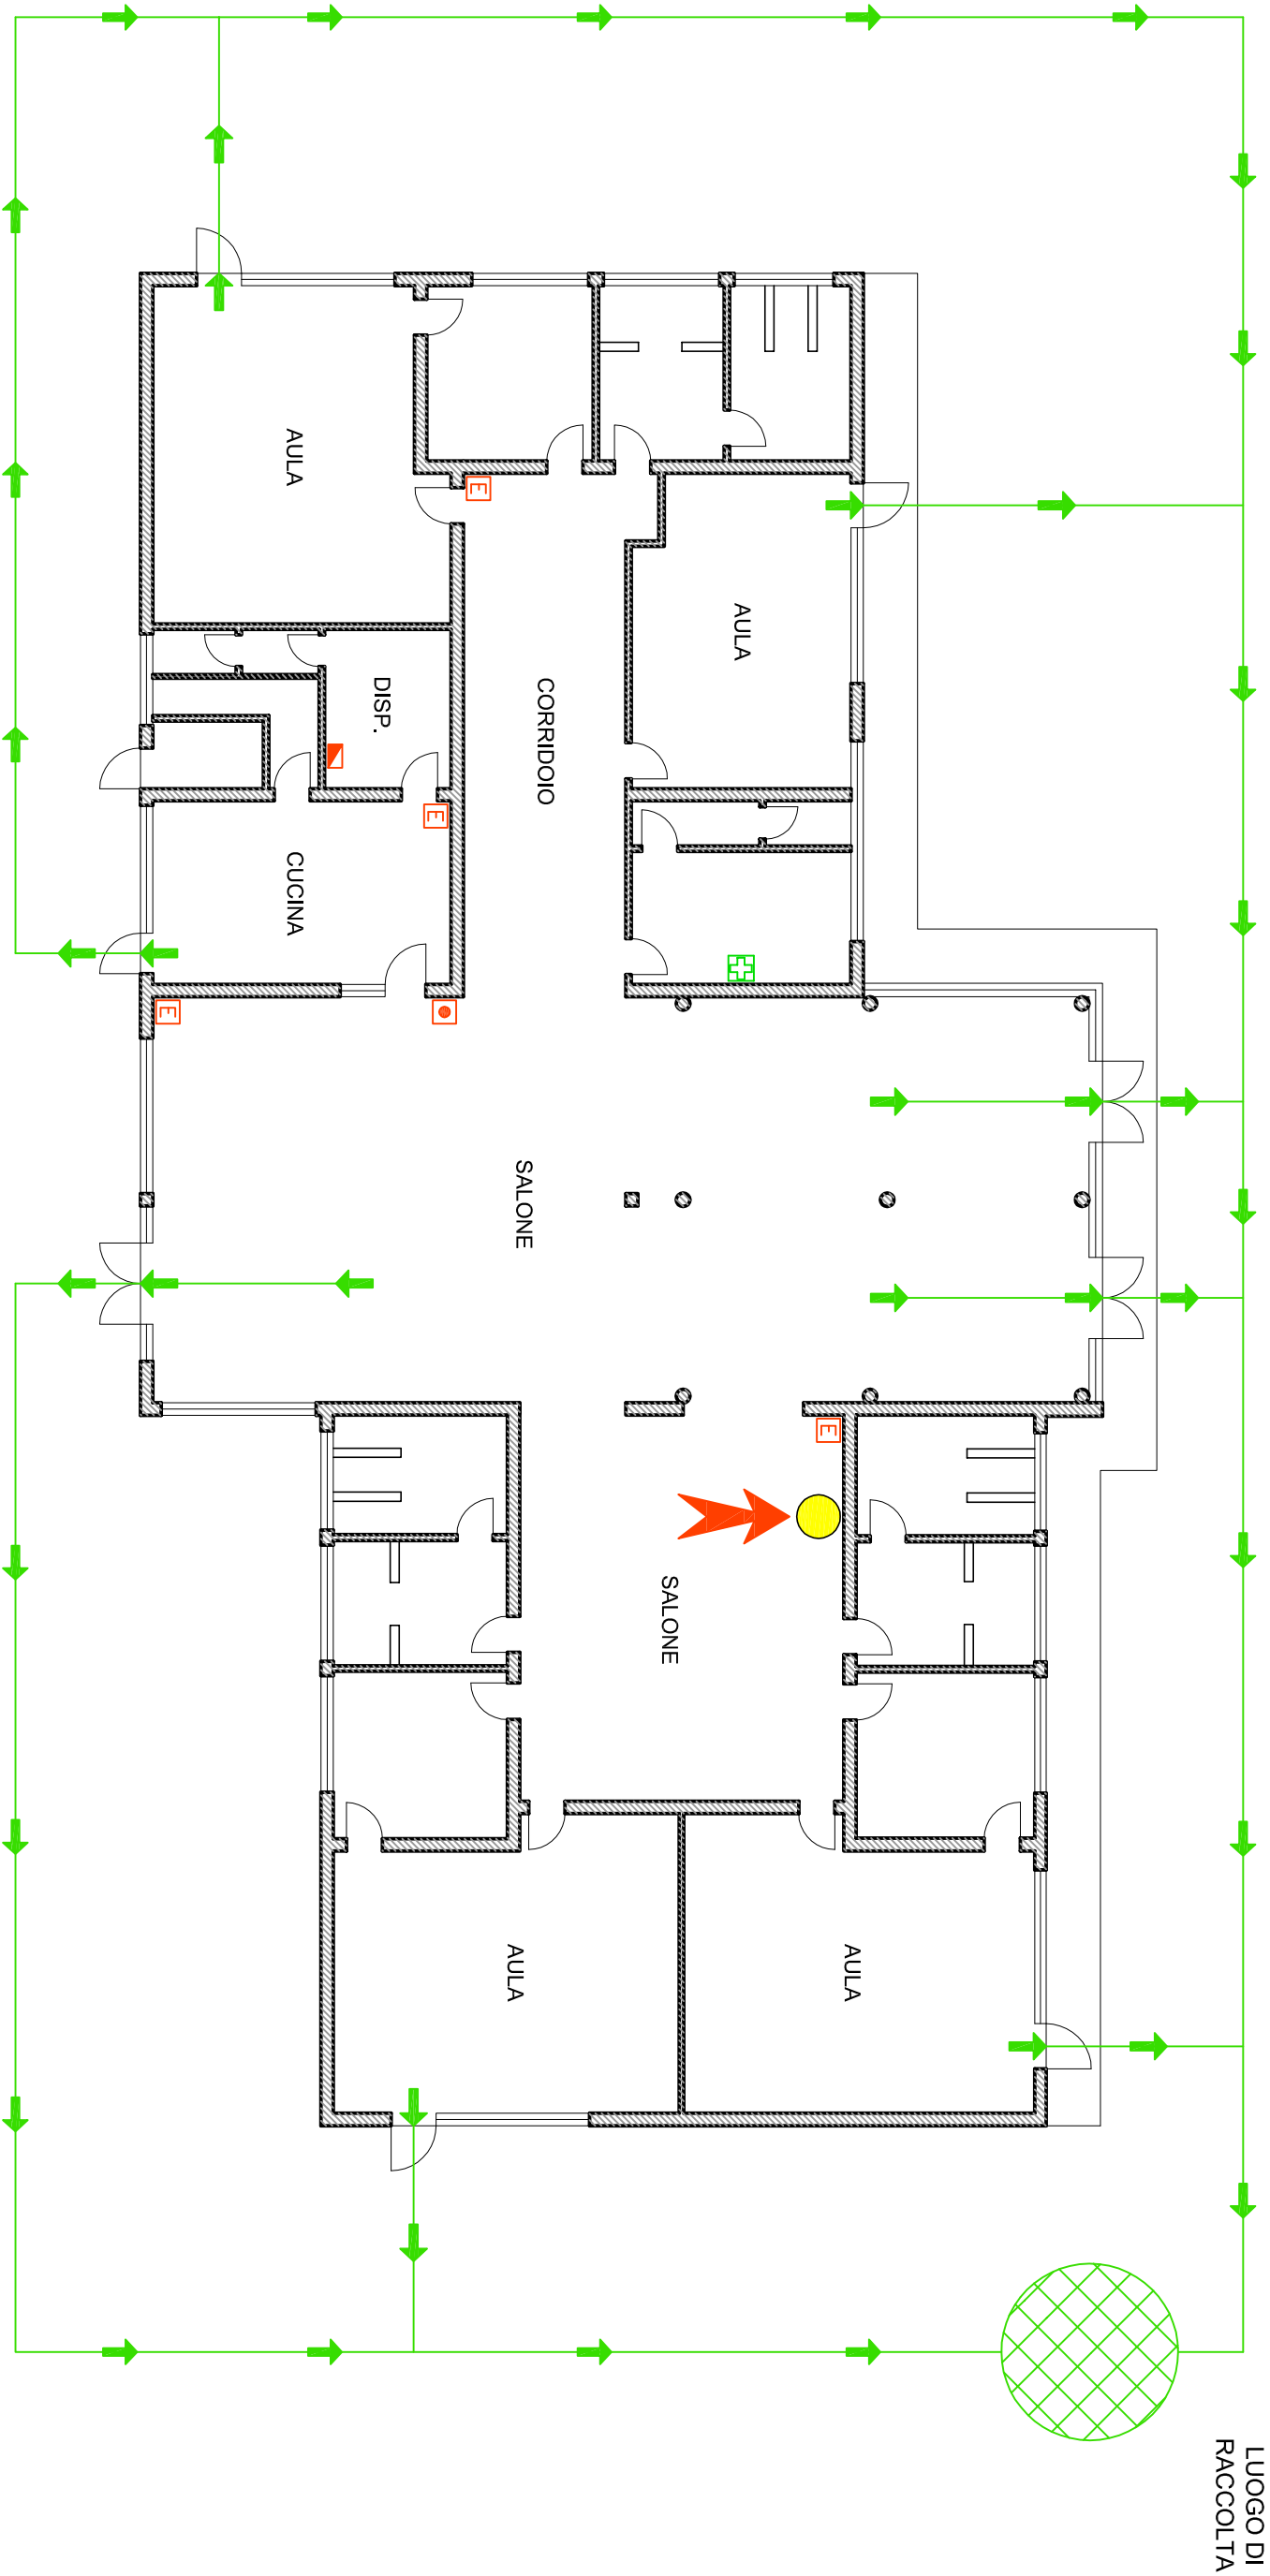 AULA
AULA
DISP.
CORRIDOIO
CUCINA
E
E
E
SALONE
E
SALONE
AULA
AULA
LUOGO DI
RACCOLTA